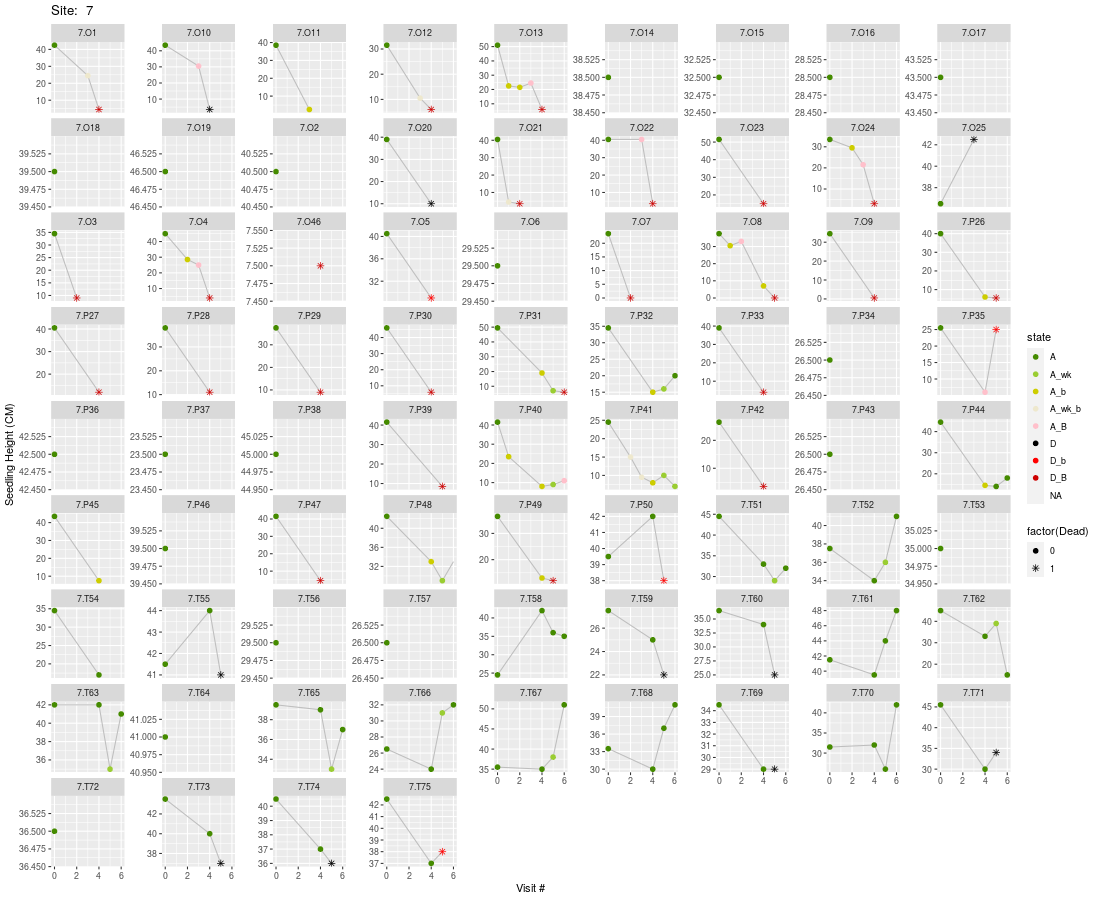 Site: 7
7.O1 7.O10 7.O11 7.O12 7.O13 7.O14 7.O15 7.O16 7.O17
40 30 20 10
40 30 20 10
40 30 20 10
30 20 10
50 40 30 20 10
38.525 38.500 38.475 38.450
32.525 32.500 32.475 32.450
28.525 28.500 28.475 28.450
43.525 43.500 43.475 43.450
7.O18 7.O19 7.O2 7.O20 7.O21 7.O22 7.O23 7.O24 7.O25
39.525 39.500 39.475 39.450
46.525 46.500 46.475 46.450
40.525 40.500 40.475 40.450
40 30 20 10
40 30 20 10
40 30 20 10
50 40 30 20
30 20 10
42 40 38
7.O3 7.O4 7.O46 7.O5 7.O6 7.O7 7.O8 7.O9 7.P26
35 30 25 20 15 10
40 30 20 10
7.550 7.525 7.500 7.475 7.450
40 36 32
29.525 29.500 29.475 29.450
20 15 10 5 0
30 20 10 0
30 20 10 0
40 30 20 10
7.P27 7.P28 7.P29 7.P30 7.P31 7.P32 7.P33 7.P34 7.P35
40 30 20
30 20 10
30 20 10
40 30 20 10
50 40 30 20 10
35 30 25 20 15
40 30 20 10
26.525 26.500 26.475 26.450
25 20 15 10
7.P36 7.P37 7.P38 7.P39 7.P40 7.P41 7.P42 7.P43 7.P44
42.525 42.500 42.475 42.450
23.525 23.500 23.475 23.450
45.025 45.000 44.975 44.950
40 30 20 10
40 30 20 10
25 20 15 10
20 10
26.525 26.500 26.475 26.450
40 30 20
7.P45 7.P46 7.P47 7.P48 7.P49 7.P50 7.T51 7.T52 7.T53
40 30 20 10
39.525 39.500 39.475 39.450
40 30 20 10
40 36 32
30 20
42 41 40 39 38
45 40 35 30
40 38 36 34
35.025 35.000 34.975 34.950
7.T54 7.T55 7.T56 7.T57 7.T58 7.T59 7.T60 7.T61 7.T62
35 30 25 20
44 43 42 41
29.525 29.500 29.475 29.450
26.525 26.500 26.475 26.450
40 35 30 25
26 24 22
35.0 32.5 30.0 27.5 25.0
48 46 44 42 40
40 30 20
7.T63 7.T64 7.T65 7.T66 7.T67 7.T68 7.T69 7.T70 7.T71
42 40 38 36
41.025 41.000 40.975 40.950
38 36 34
32 30 28 26 24
50 45 40 35
39 36 33 30
34 33 32 31 30 29
40 35 30
45 40 35 30
0 2 4 6 0 2 4 6 0 2 4 6 0 2 4 6 0 2 4 6
7.T72 7.T73 7.T74 7.T75
36.525 36.500 36.475 36.450
42 40 38
40 39 38 37 36
42 41 40 39 38 37
0 2 4 6 0 2 4 6 0 2 4 6 0 2 4 6
Seedling Height (CM)
Visit #
state
A
A_wk
A_b
A_wk_b
A_B
D
D_b
D_B
NA
factor(Dead)
0
1